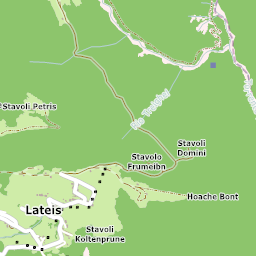 Stavoli Petris
Stavolo
Frumeibn
Stavoli
Domini
Hoache Bont
Lateis
Stavoli
Koltenprune